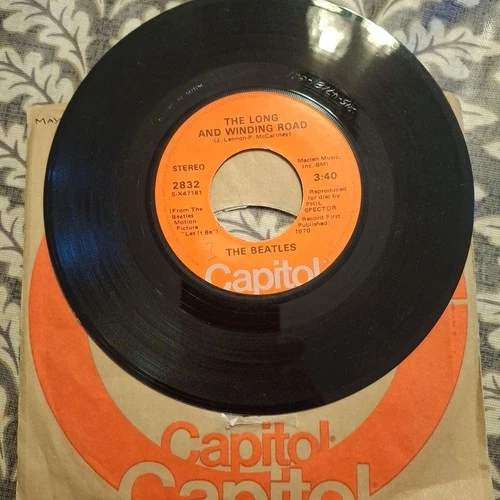 MAY
THE LONG
AND WINDING ROAD
(J. Lennon-P. McCartney)
STEREO
2832
S-X47181
(From The
Beatles
Motion
Picture
"Let It Be")
Maclen Music,
Inc.-BMI
3:40
Reproduced
for disc by
PHIL
SPECTOR
Record First
Published:
1970
THE BEATLES
Capitol
Capitol
Capitol